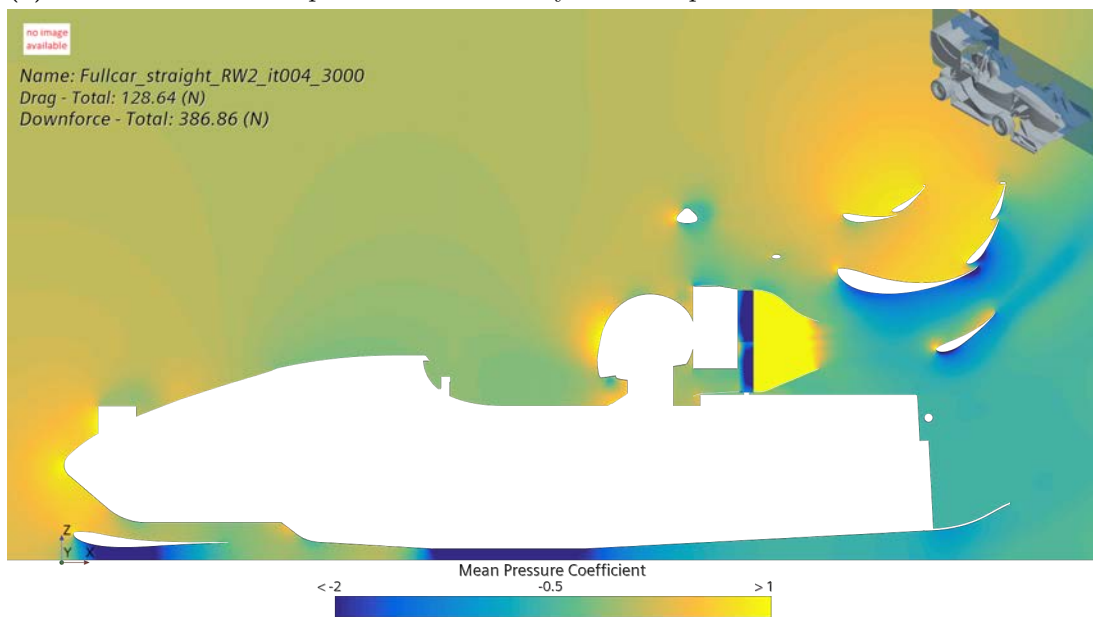 no image
available
Name: Fullcar_straight_RW2_it004_3000
Drag - Total: 128.64 (N)
Downforce - Total: 386.86 (N)
Z
Y X
Mean Pressure Coefficient
< -2 -0.5 > 1